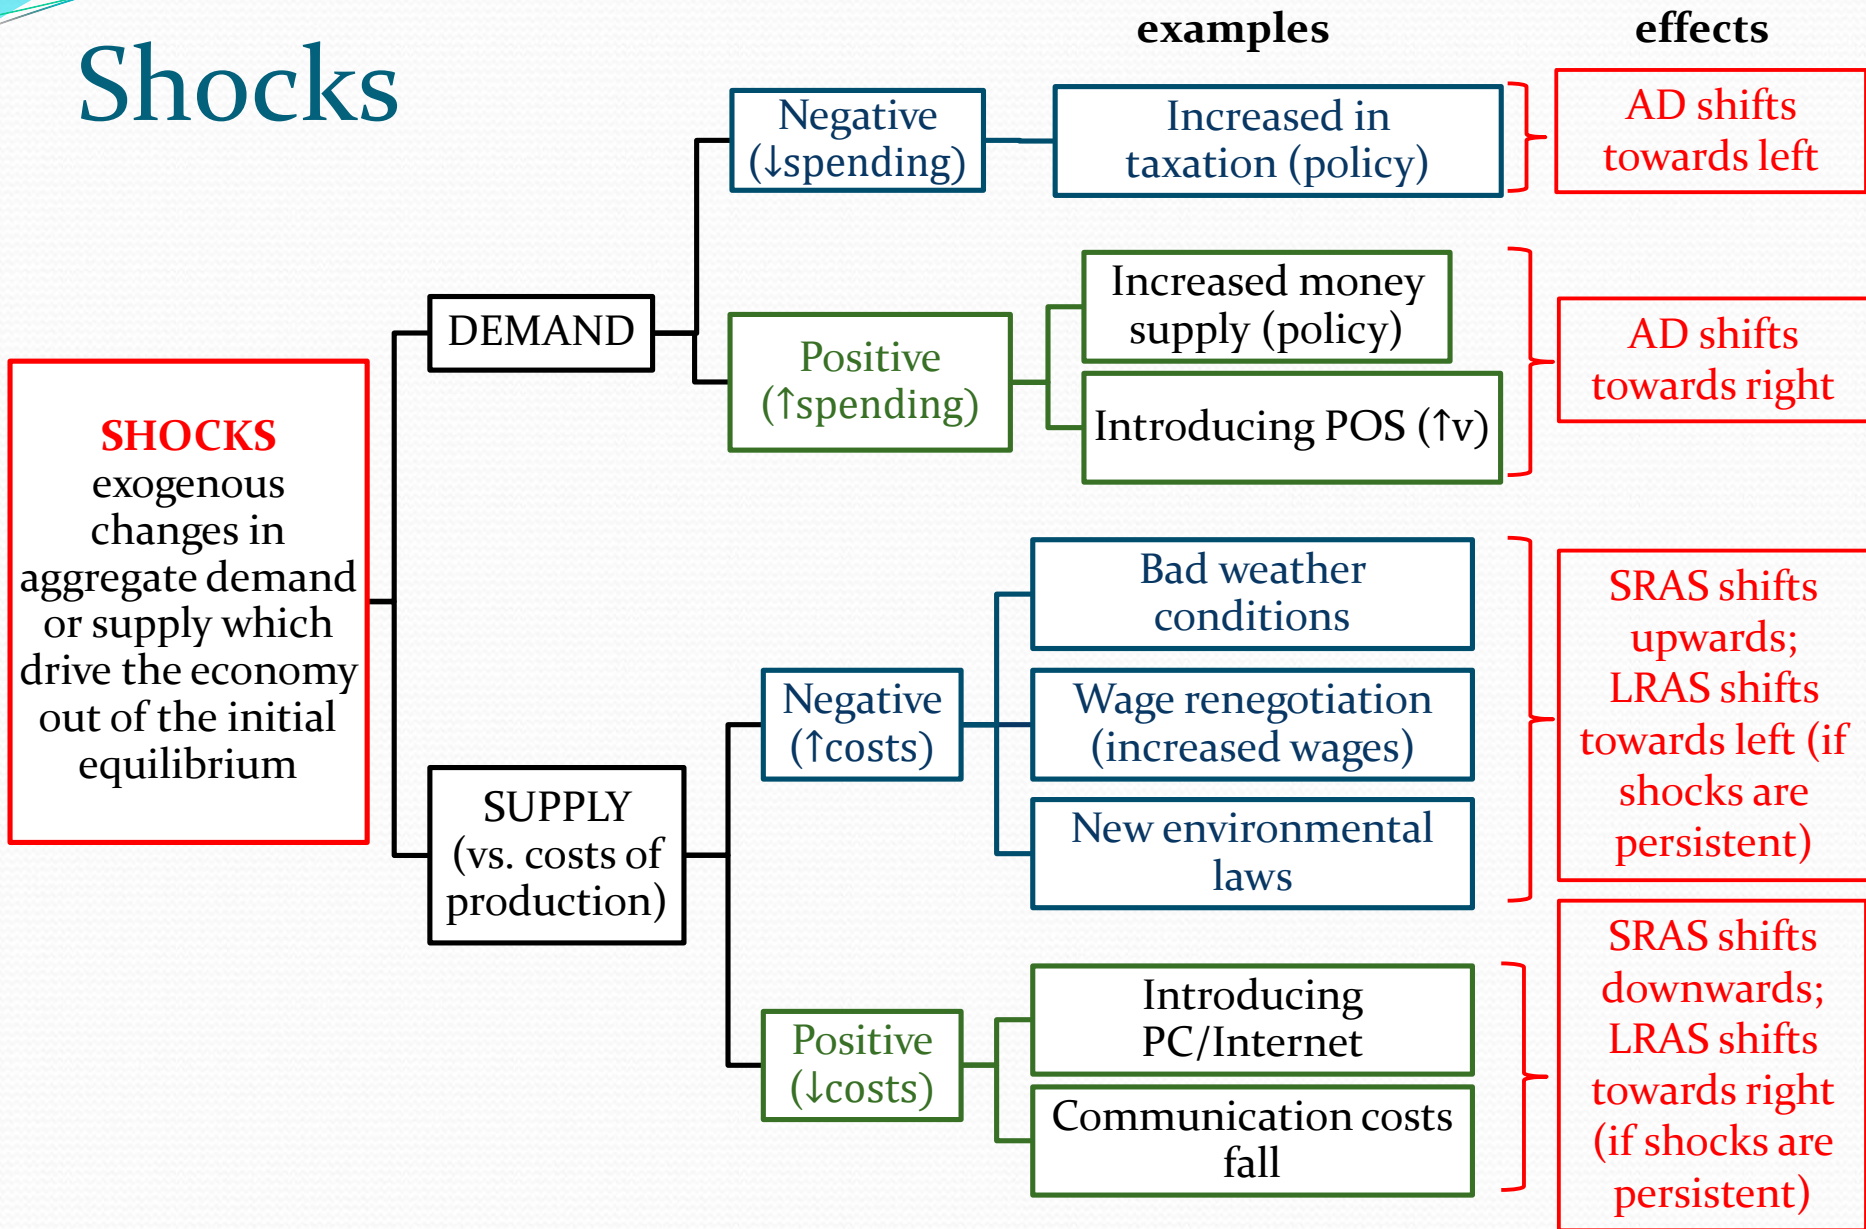 Shocks
examples
effects
SHOCKS
exogenous
changes in
aggregate demand
or supply which
drive the economy
out of the initial
equilibrium
DEMAND
Negative
(↓spending)
Increased in
taxation (policy)
AD shifts
towards left
Positive
(↑spending)
Increased money
supply (policy)
Introducing POS (↑v)
AD shifts
towards right
SUPPLY
(vs. costs of
production)
Negative
(↑costs)
Bad weather
conditions
Wage renegotiation
(increased wages)
New environmental
laws
SRAS shifts
upwards;
LRAS shifts
towards left (if
shocks are
persistent)
Positive
(↓costs)
Introducing
PC/Internet
Communication costs
fall
SRAS shifts
downwards;
LRAS shifts
towards right
(if shocks are
persistent)